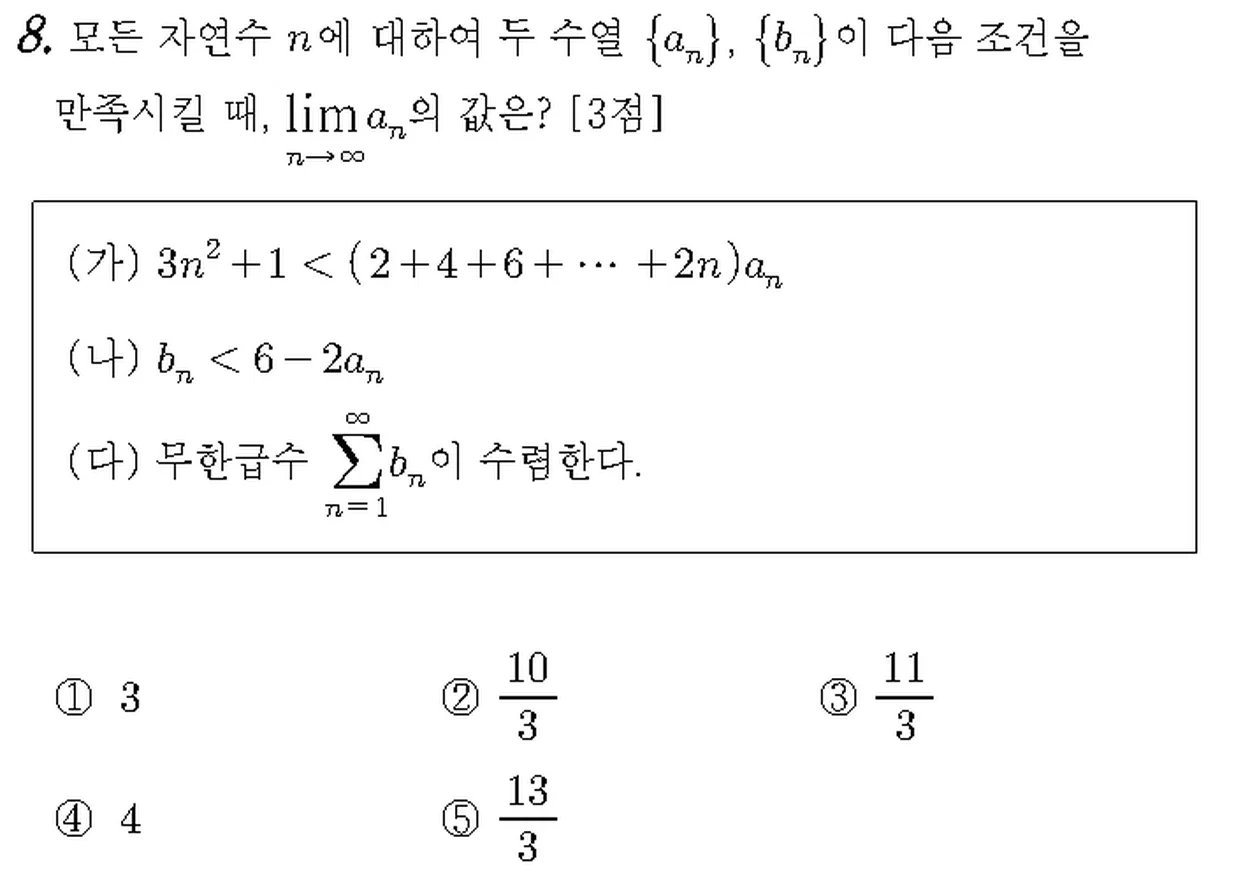 8. 모든 자연수 n에 대하여 두 수열 {aₙ}, {bₙ}이 다음 조건을
만족시킬 때, lim_{n→∞} aₙ의 값은? [3점]
(가) 3n²+1 < (2+4+6+ ⋯ +2n)aₙ
(나) bₙ < 6-2aₙ
(다) 무한급수 ∑_{n=1}^{∞} bₙ이 수렴한다.
① 3 ② 10/3 ③ 11/3
④ 4 ⑤ 13/3